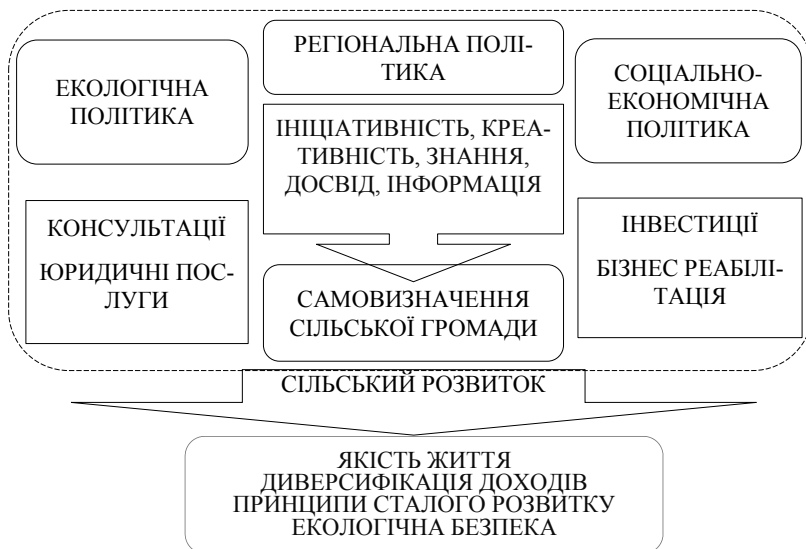 ЕКОЛОГІЧНА
ПОЛІТИКА
РЕГІОНАЛЬНА ПОЛІ-
ТИКА
СОЦІАЛЬНО-
ЕКОНОМІЧНА
ПОЛІТИКА
ІНІЦІАТИВНІСТЬ, КРЕА-
ТИВНІСТЬ, ЗНАННЯ,
ДОСВІД, ІНФОРМАЦІЯ
КОНСУЛЬТАЦІЇ
ЮРИДИЧНІ ПОС-
ЛУГИ
ІНВЕСТИЦІЇ
БІЗНЕС РЕАБІЛІ-
ТАЦІЯ
САМОВИЗНАЧЕННЯ
СІЛЬСЬКОЇ ГРОМАДИ
СІЛЬСЬКИЙ РОЗВИТОК
ЯКІСТЬ ЖИТТЯ
ДИВЕРСИФІКАЦІЯ ДОХОДІВ
ПРИНЦИПИ СТАЛОГО РОЗВИТКУ
ЕКОЛОГІЧНА БЕЗПЕКА